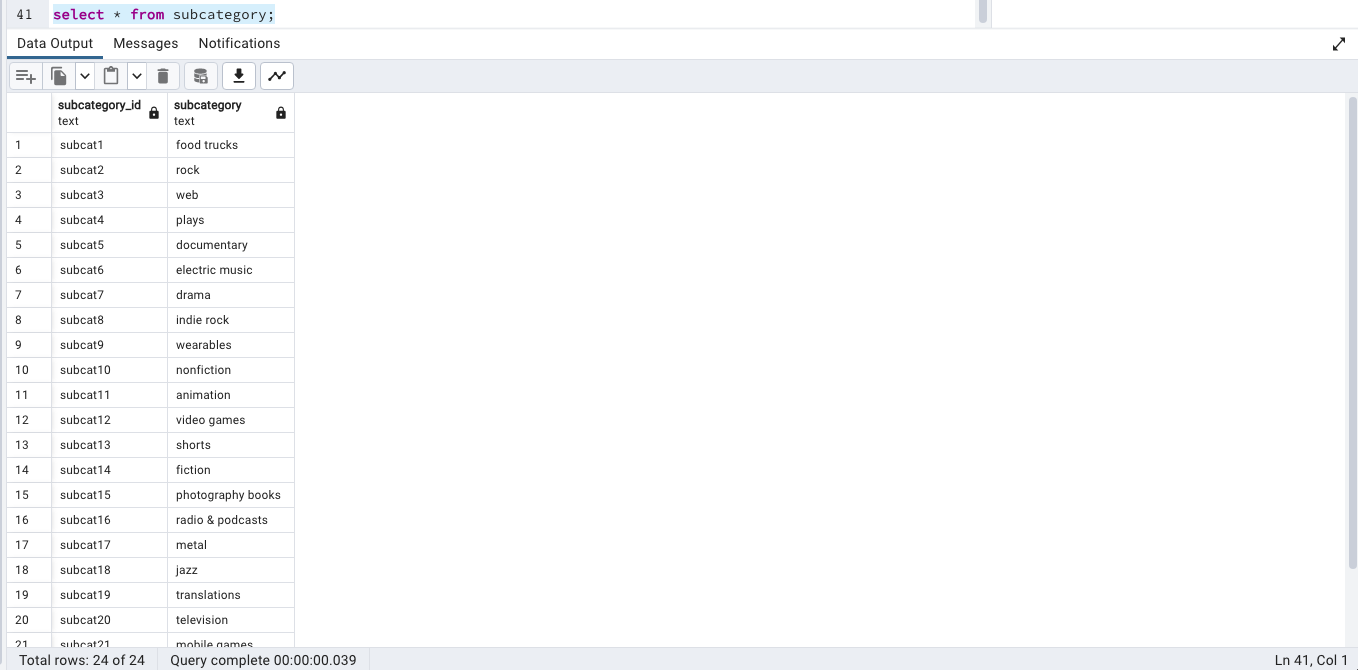 41 select * from subcategory;
Data Output Messages Notifications
subcategory_id subcategory
text text
1 subcat1 food trucks
2 subcat2 rock
3 subcat3 web
4 subcat4 plays
5 subcat5 documentary
6 subcat6 electric music
7 subcat7 drama
8 subcat8 indie rock
9 subcat9 wearables
10 subcat10 nonfiction
11 subcat11 animation
12 subcat12 video games
13 subcat13 shorts
14 subcat14 fiction
15 subcat15 photography books
16 subcat16 radio & podcasts
17 subcat17 metal
18 subcat18 jazz
19 subcat19 translations
20 subcat20 television
21 subcat21 mobile games
Total rows: 24 of 24 Query complete 00:00:00.039 Ln 41, Col 1